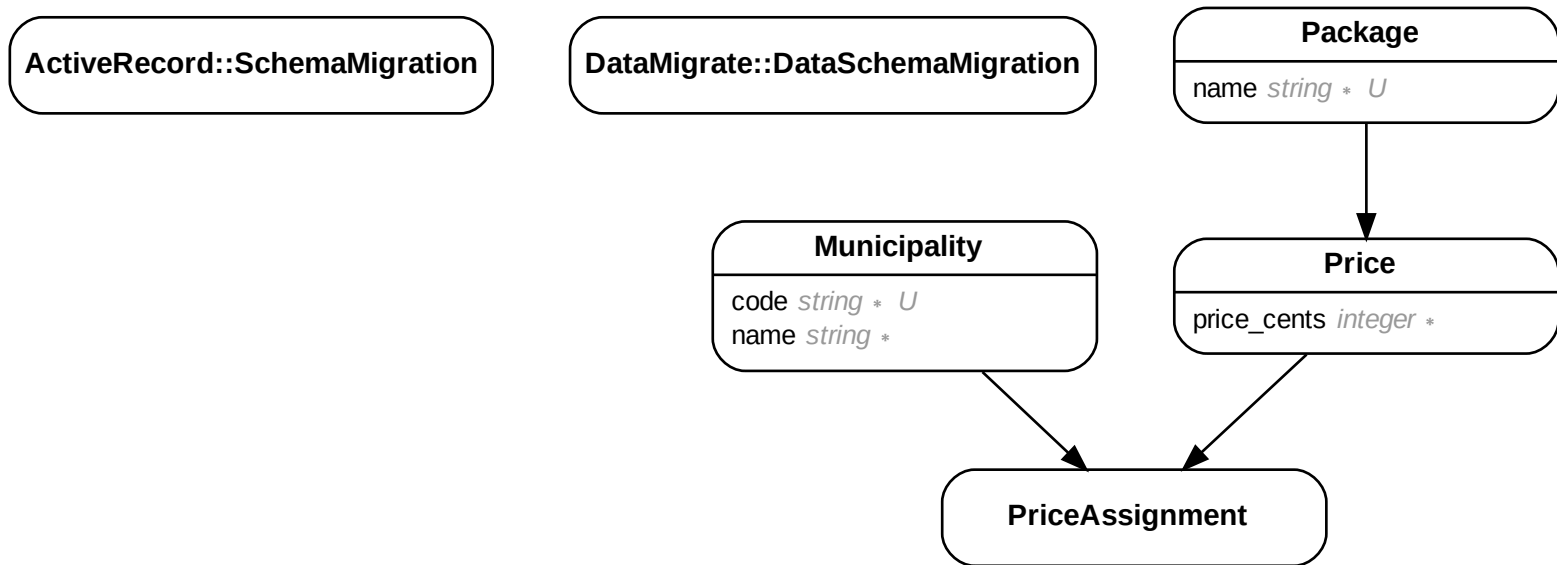 ActiveRecord::SchemaMigration
DataMigrate::DataSchemaMigration
Package
name string * U
Municipality
code string * U
name string *
Price
price_cents integer *
PriceAssignment